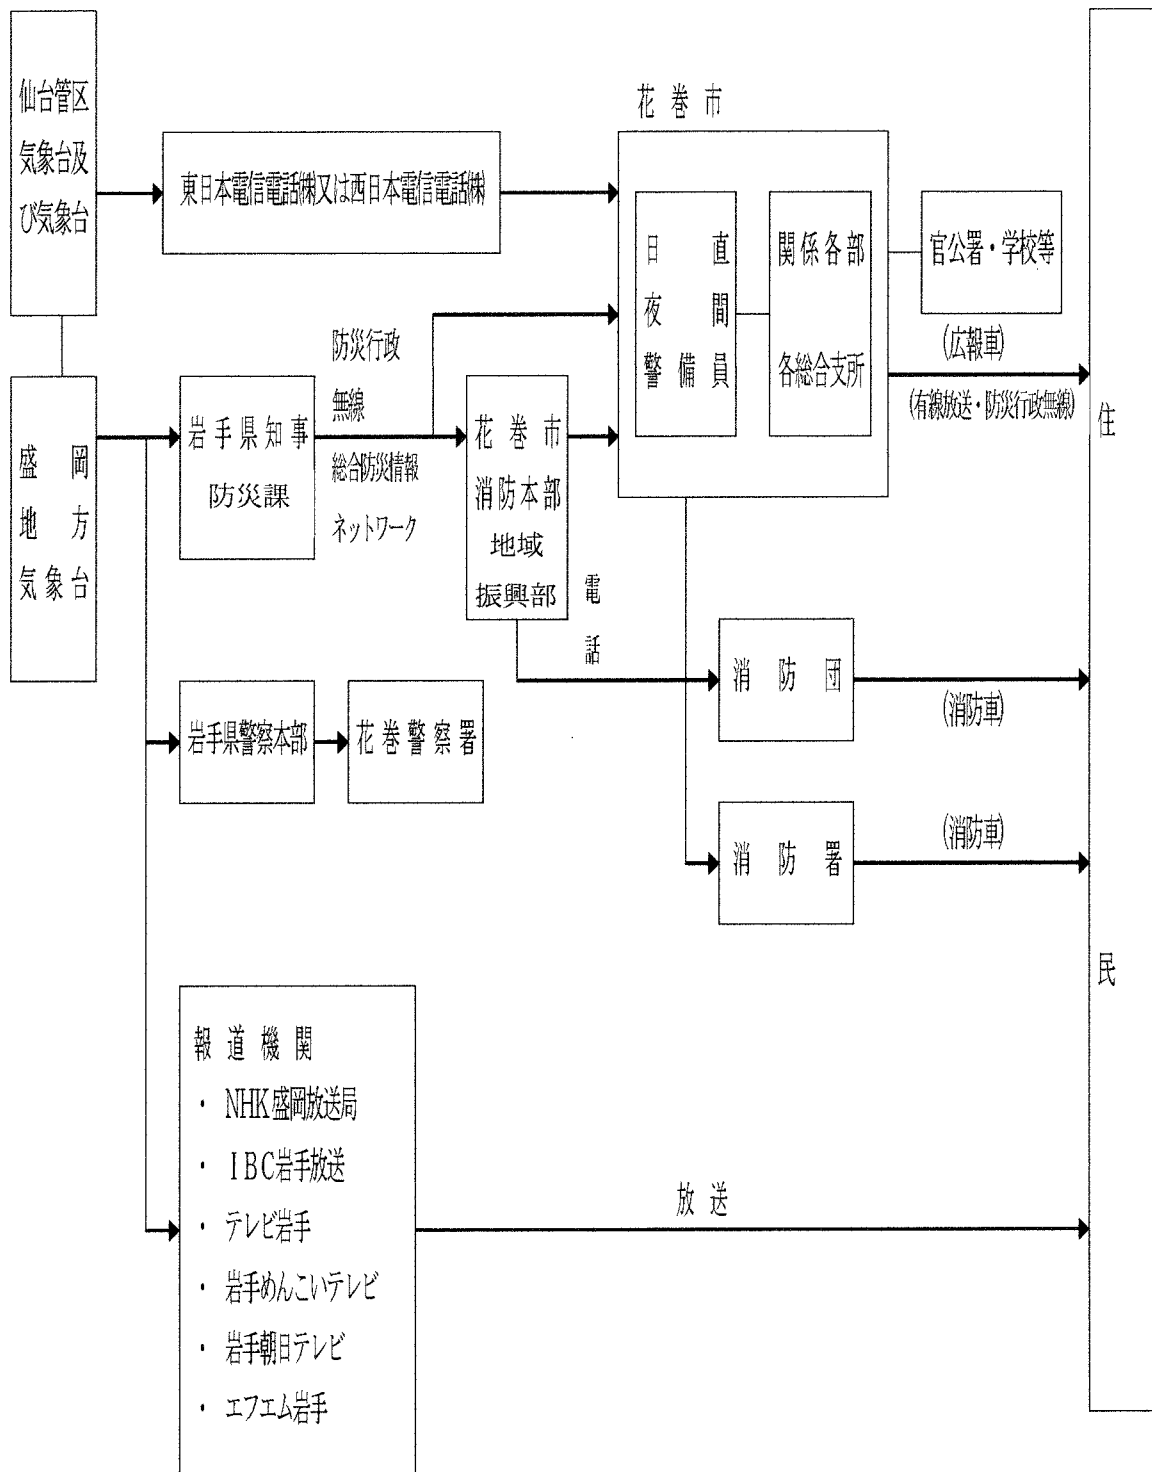 仙台管区
気象台及
び気象台
東日本電信電話㈱又は西日本電信電話㈱
花巻市
日直
夜間
警備員
関係各部
各総合支所
官公署・学校等
(広報車)
(有線放送・防災行政無線)
住民
盛岡
地方
気象台
岩手県知事
防災課
防災行政
無線
総合防災情報
ネットワーク
花巻市
消防本部
地域
振興部
電話
消防団
(消防車)
岩手県警察本部
花巻警察署
消防署
(消防車)
報道機関
・ NHK盛岡放送局
・ IBC岩手放送
・ テレビ岩手
・ 岩手めんこいテレビ
・ 岩手朝日テレビ
・ エフエム岩手
放送